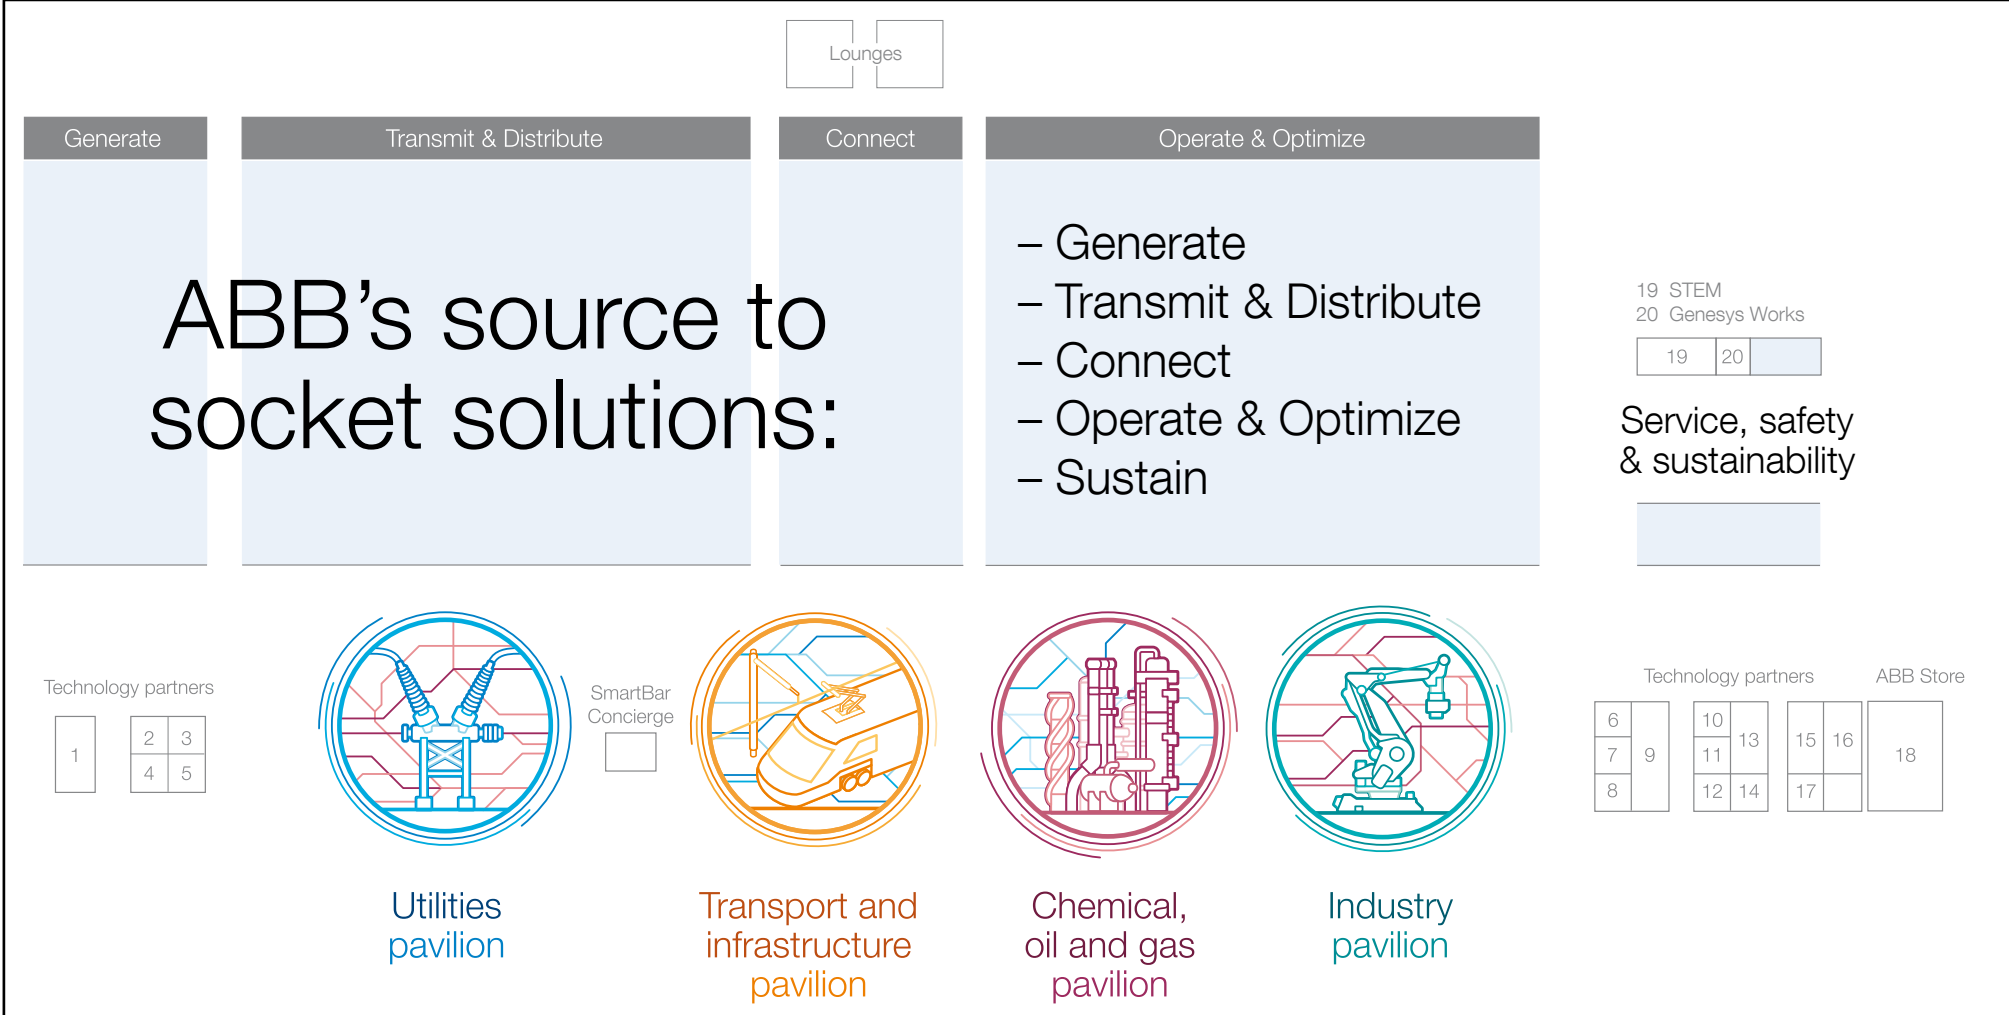 Lounges
Generate
Transmit & Distribute
Connect
Operate & Optimize
ABB's source to
socket solutions:
– Generate
– Transmit & Distribute
– Connect
– Operate & Optimize
– Sustain
19 STEM
20 Genesys Works
19
20
Service, safety
& sustainability
Technology partners
1
2
3
4
5
SmartBar
Concierge
Technology partners
6
7
8
9
10
11
12
13
14
15
16
17
ABB Store
18
Utilities
pavilion
Transport and
infrastructure
pavilion
Chemical,
oil and gas
pavilion
Industry
pavilion